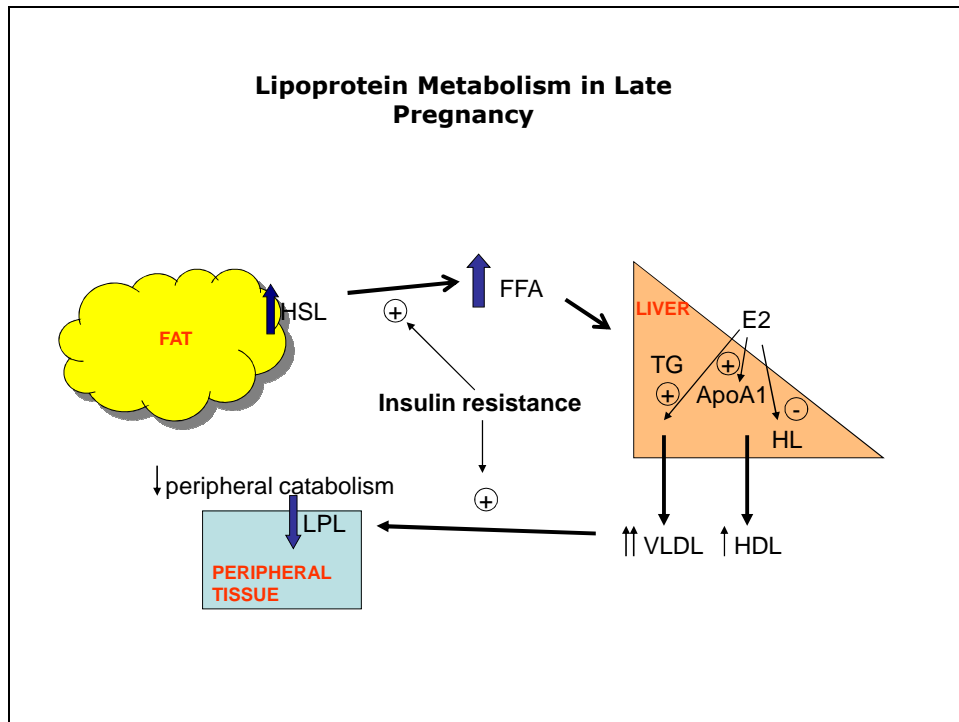 Lipoprotein Metabolism in Late
Pregnancy
FAT
HSL
+
FFA
LIVER
E2
TG
+
ApoA1
+
-
HL
Insulin resistance
+
↓ peripheral catabolism
LPL
PERIPHERAL
TISSUE
↑↑ VLDL ↑ HDL